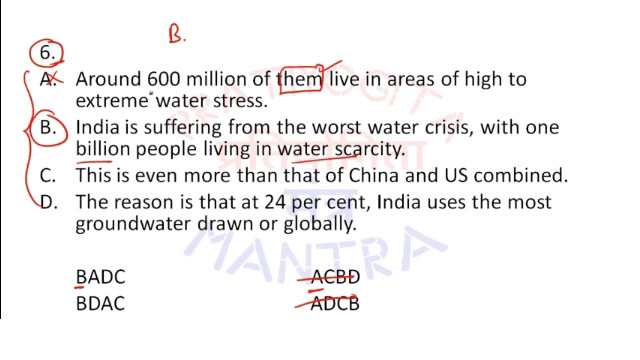 B.
6.
A. Around 600 million of them live in areas of high to
extreme water stress.
B. India is suffering from the worst water crisis, with one
billion people living in water scarcity.
C. This is even more than that of China and US combined.
D. The reason is that at 24 per cent, India uses the most
groundwater drawn or globally.
PRATIYOGITA
प्रतियोगिता
मंत्र
MANTRA
BADC ACBD
BDAC ADCB